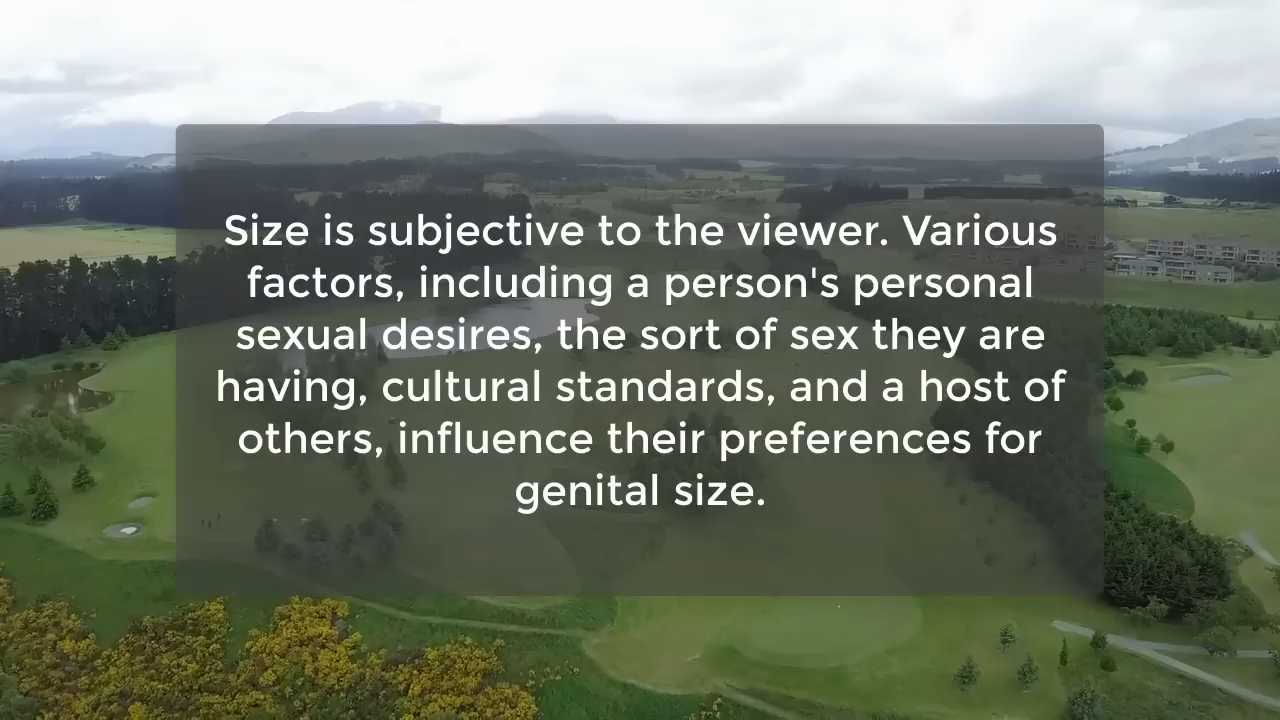 Size is subjective to the viewer. Various
factors, including a person's personal
sexual desires, the sort of sex they are
having, cultural standards, and a host of
others, influence their preferences for
genital size.